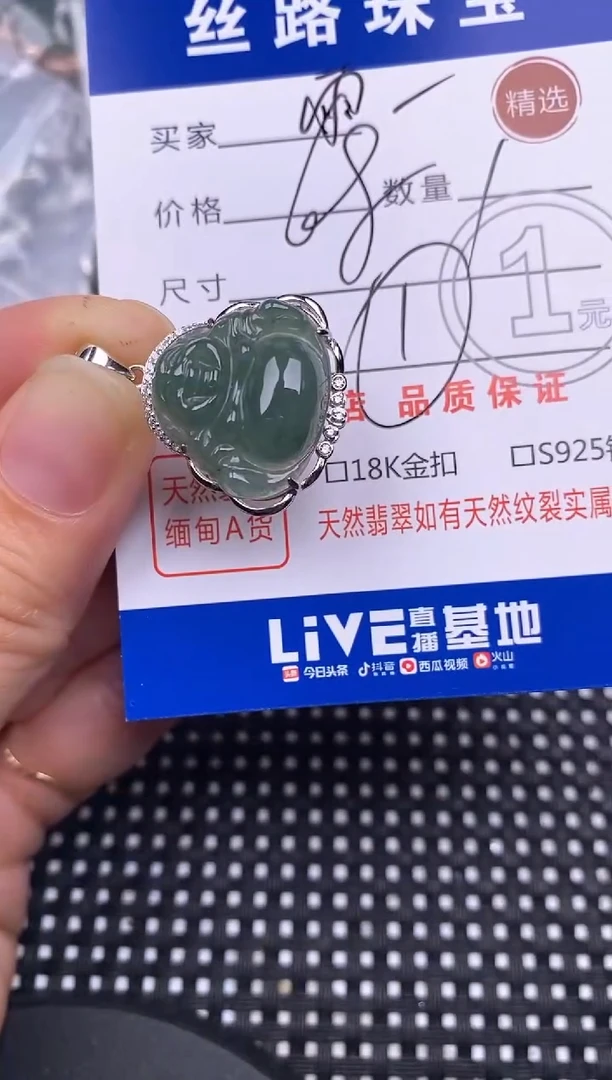 丝路珠宝
精选
买家
价格 数量
尺寸
1元
品质保证
□18K金扣 □S925
天然
缅甸A货
天然翡翠如有天然纹裂实属
LiVE直播基地
今日头条 抖音 西瓜视频 火山